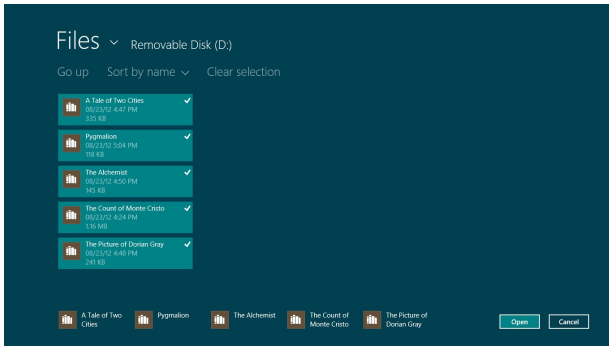 Files Removable Disk (D:)
Go up Sort by name Clear selection
A Tale of Two Cities
08/23/12 4:47 PM
335 KB
Pygmalion
08/23/12 5:04 PM
118 KB
The Alchemist
08/23/12 4:50 PM
145 KB
The Count of Monte Cristo
08/23/12 4:24 PM
1.16 MB
The Picture of Dorian Gray
08/23/12 4:48 PM
241 KB
A Tale of Two
Cities
Pygmalion
The Alchemist
The Count of
Monte Cristo
The Picture of
Dorian Gray
Open
Cancel